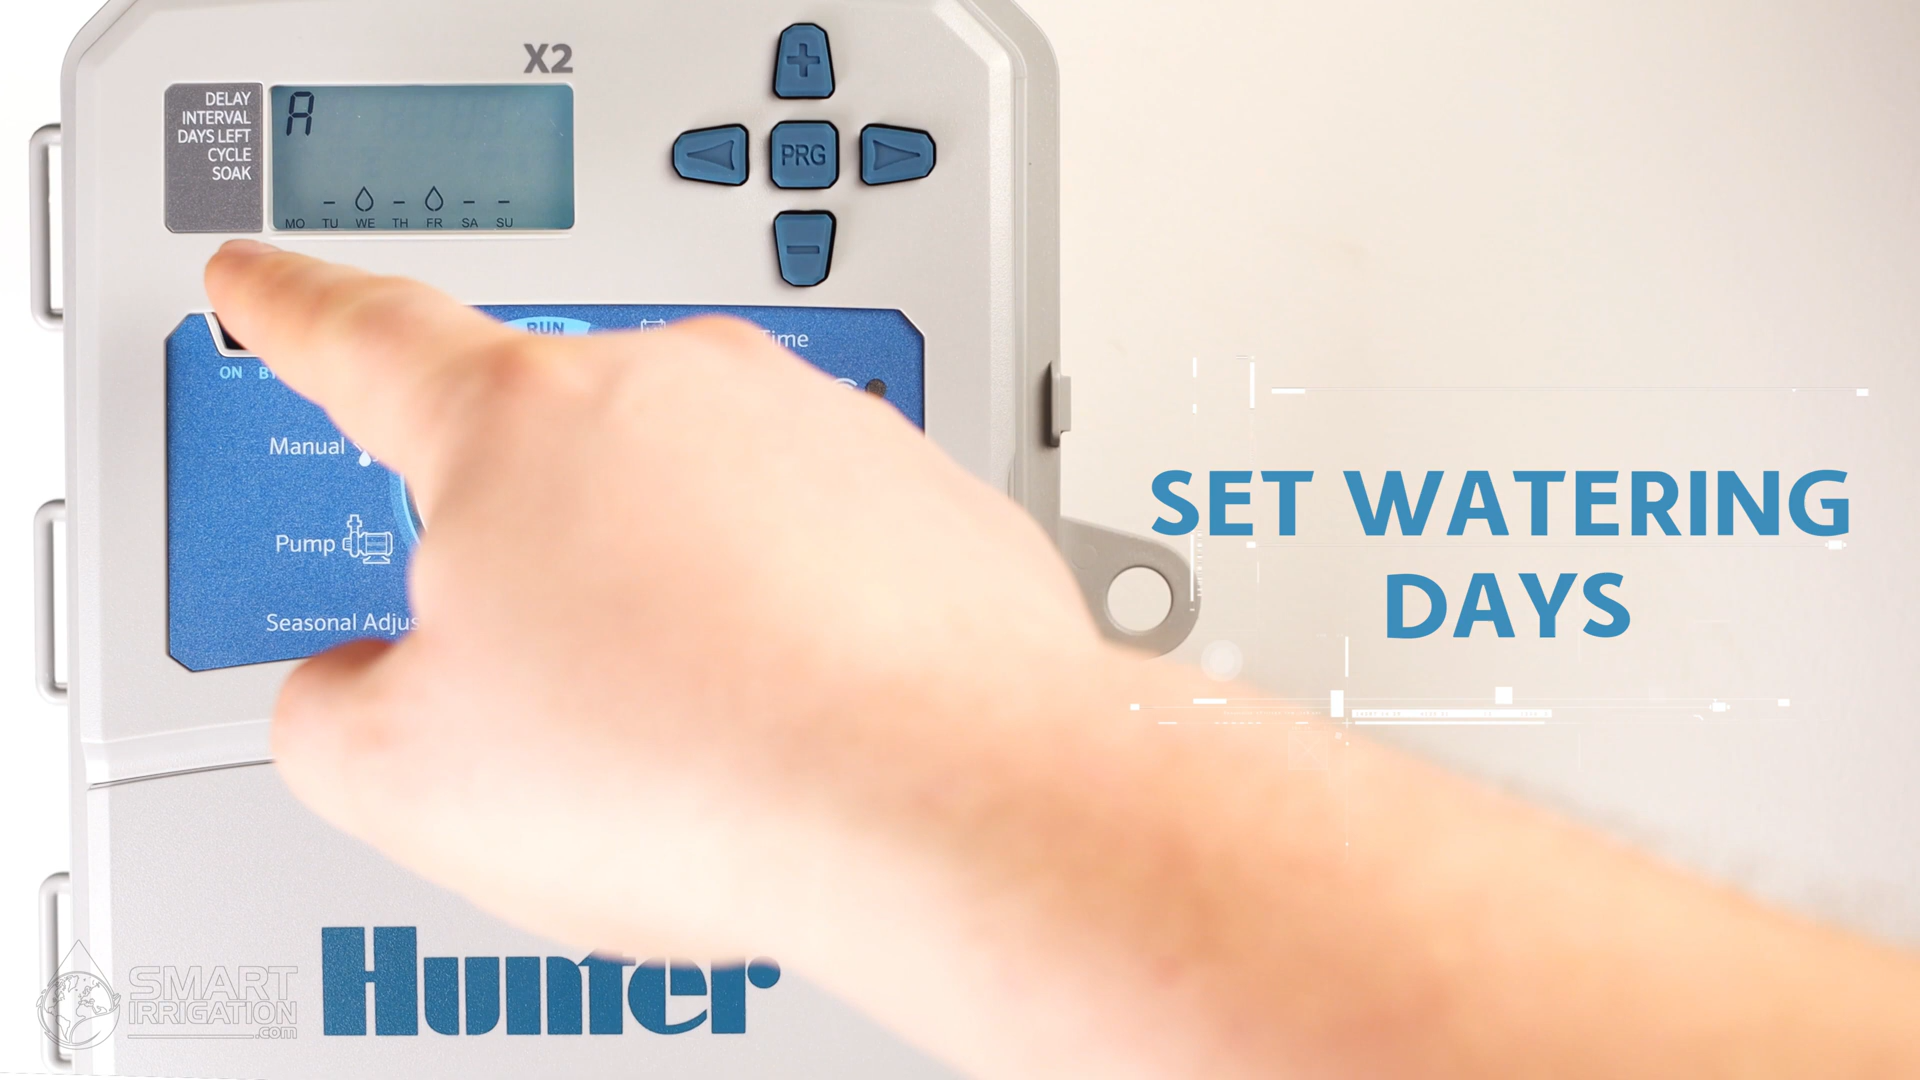 X2
DELAY
INTERVAL
DAYS LEFT
CYCLE
SOAK
A
MO TU WE TH FR SA SU
PRG
RUN
Time
ON
Manual
Pump
Seasonal Adjus
SET WATERING
DAYS
Hunter
SMART
IRRIGATION
.com